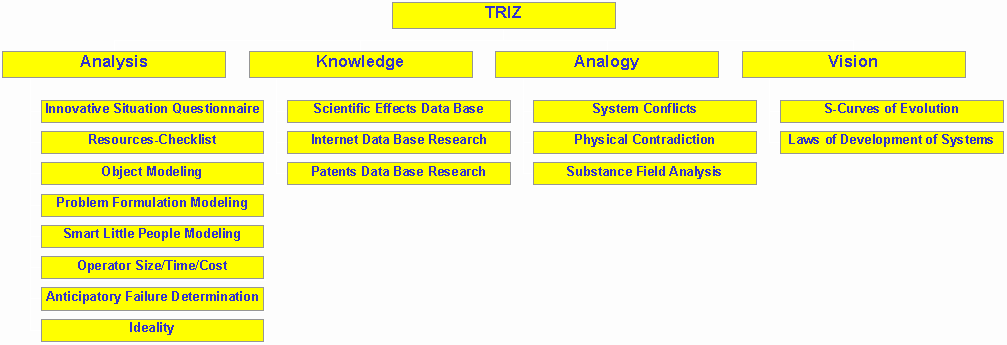 TRIZ
Analysis
Knowledge
Analogy
Vision
Innovative Situation Questionnaire
Resources-Checklist
Object Modeling
Problem Formulation Modeling
Smart Little People Modeling
Operator Size/Time/Cost
Anticipatory Failure Determination
Ideality
Scientific Effects Data Base
Internet Data Base Research
Patents Data Base Research
System Conflicts
Physical Contradiction
Substance Field Analysis
S-Curves of Evolution
Laws of Development of Systems